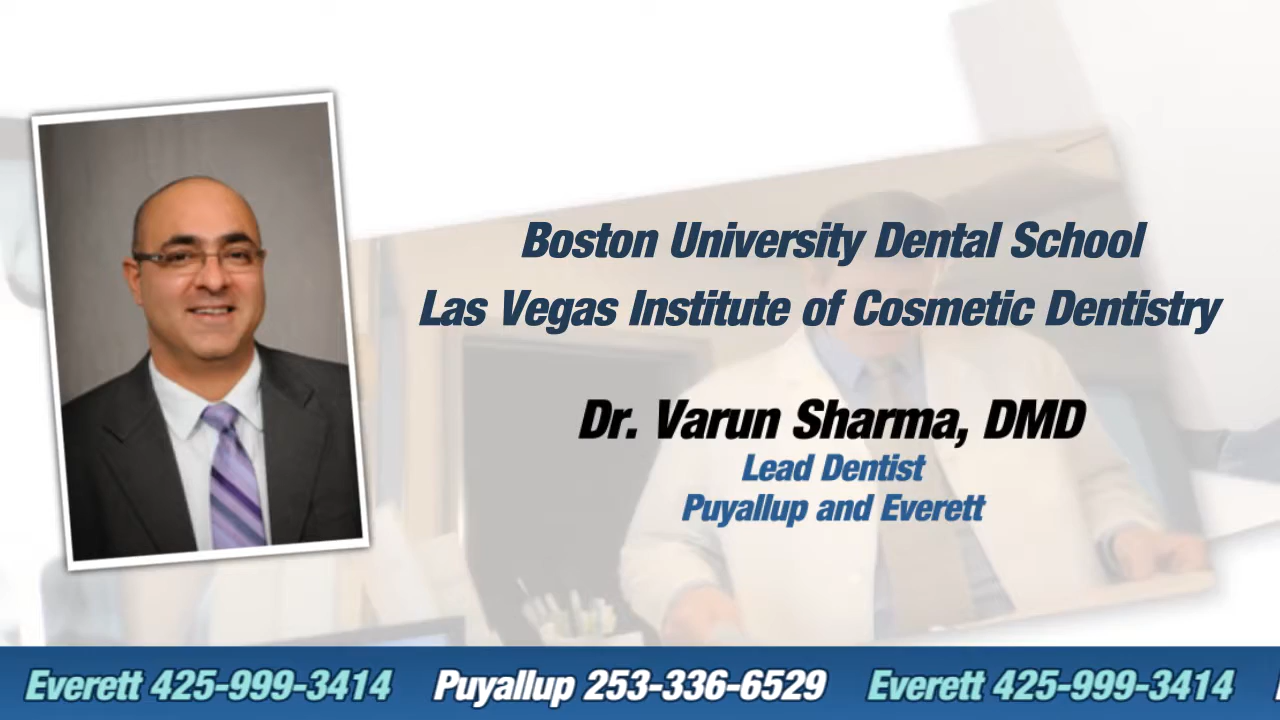 Boston University Dental School
Las Vegas Institute of Cosmetic Dentistry
Dr. Varun Sharma, DMD
Lead Dentist
Puyallup and Everett
Everett 425-999-3414 Puyallup 253-336-6529 Everett 425-999-3414